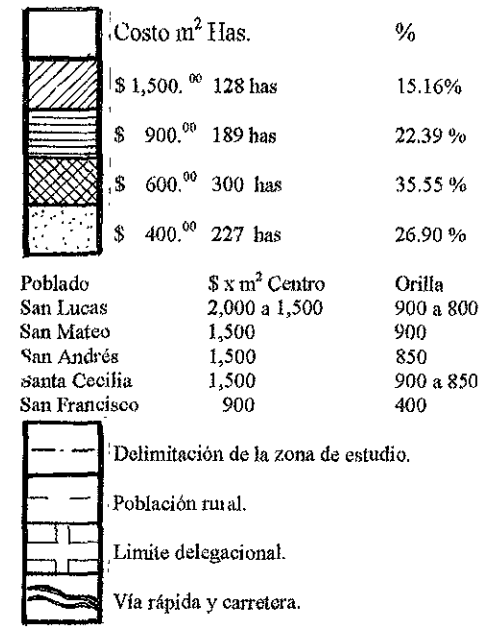 Costo m² Has. %
$ 1,500.⁰⁰ 128 has 15.16%
$ 900.⁰⁰ 189 has 22.39 %
$ 600.⁰⁰ 300 has 35.55 %
$ 400.⁰⁰ 227 has 26.90 %
Poblado $ x m² Centro Orilla
San Lucas 2,000 a 1,500 900 a 800
San Mateo 1,500 900
San Andrés 1,500 850
Santa Cecilia 1,500 900 a 850
San Francisco 900 400
Delimitación de la zona de estudio.
Población rural.
Limite delegacional.
Vía rápida y carretera.